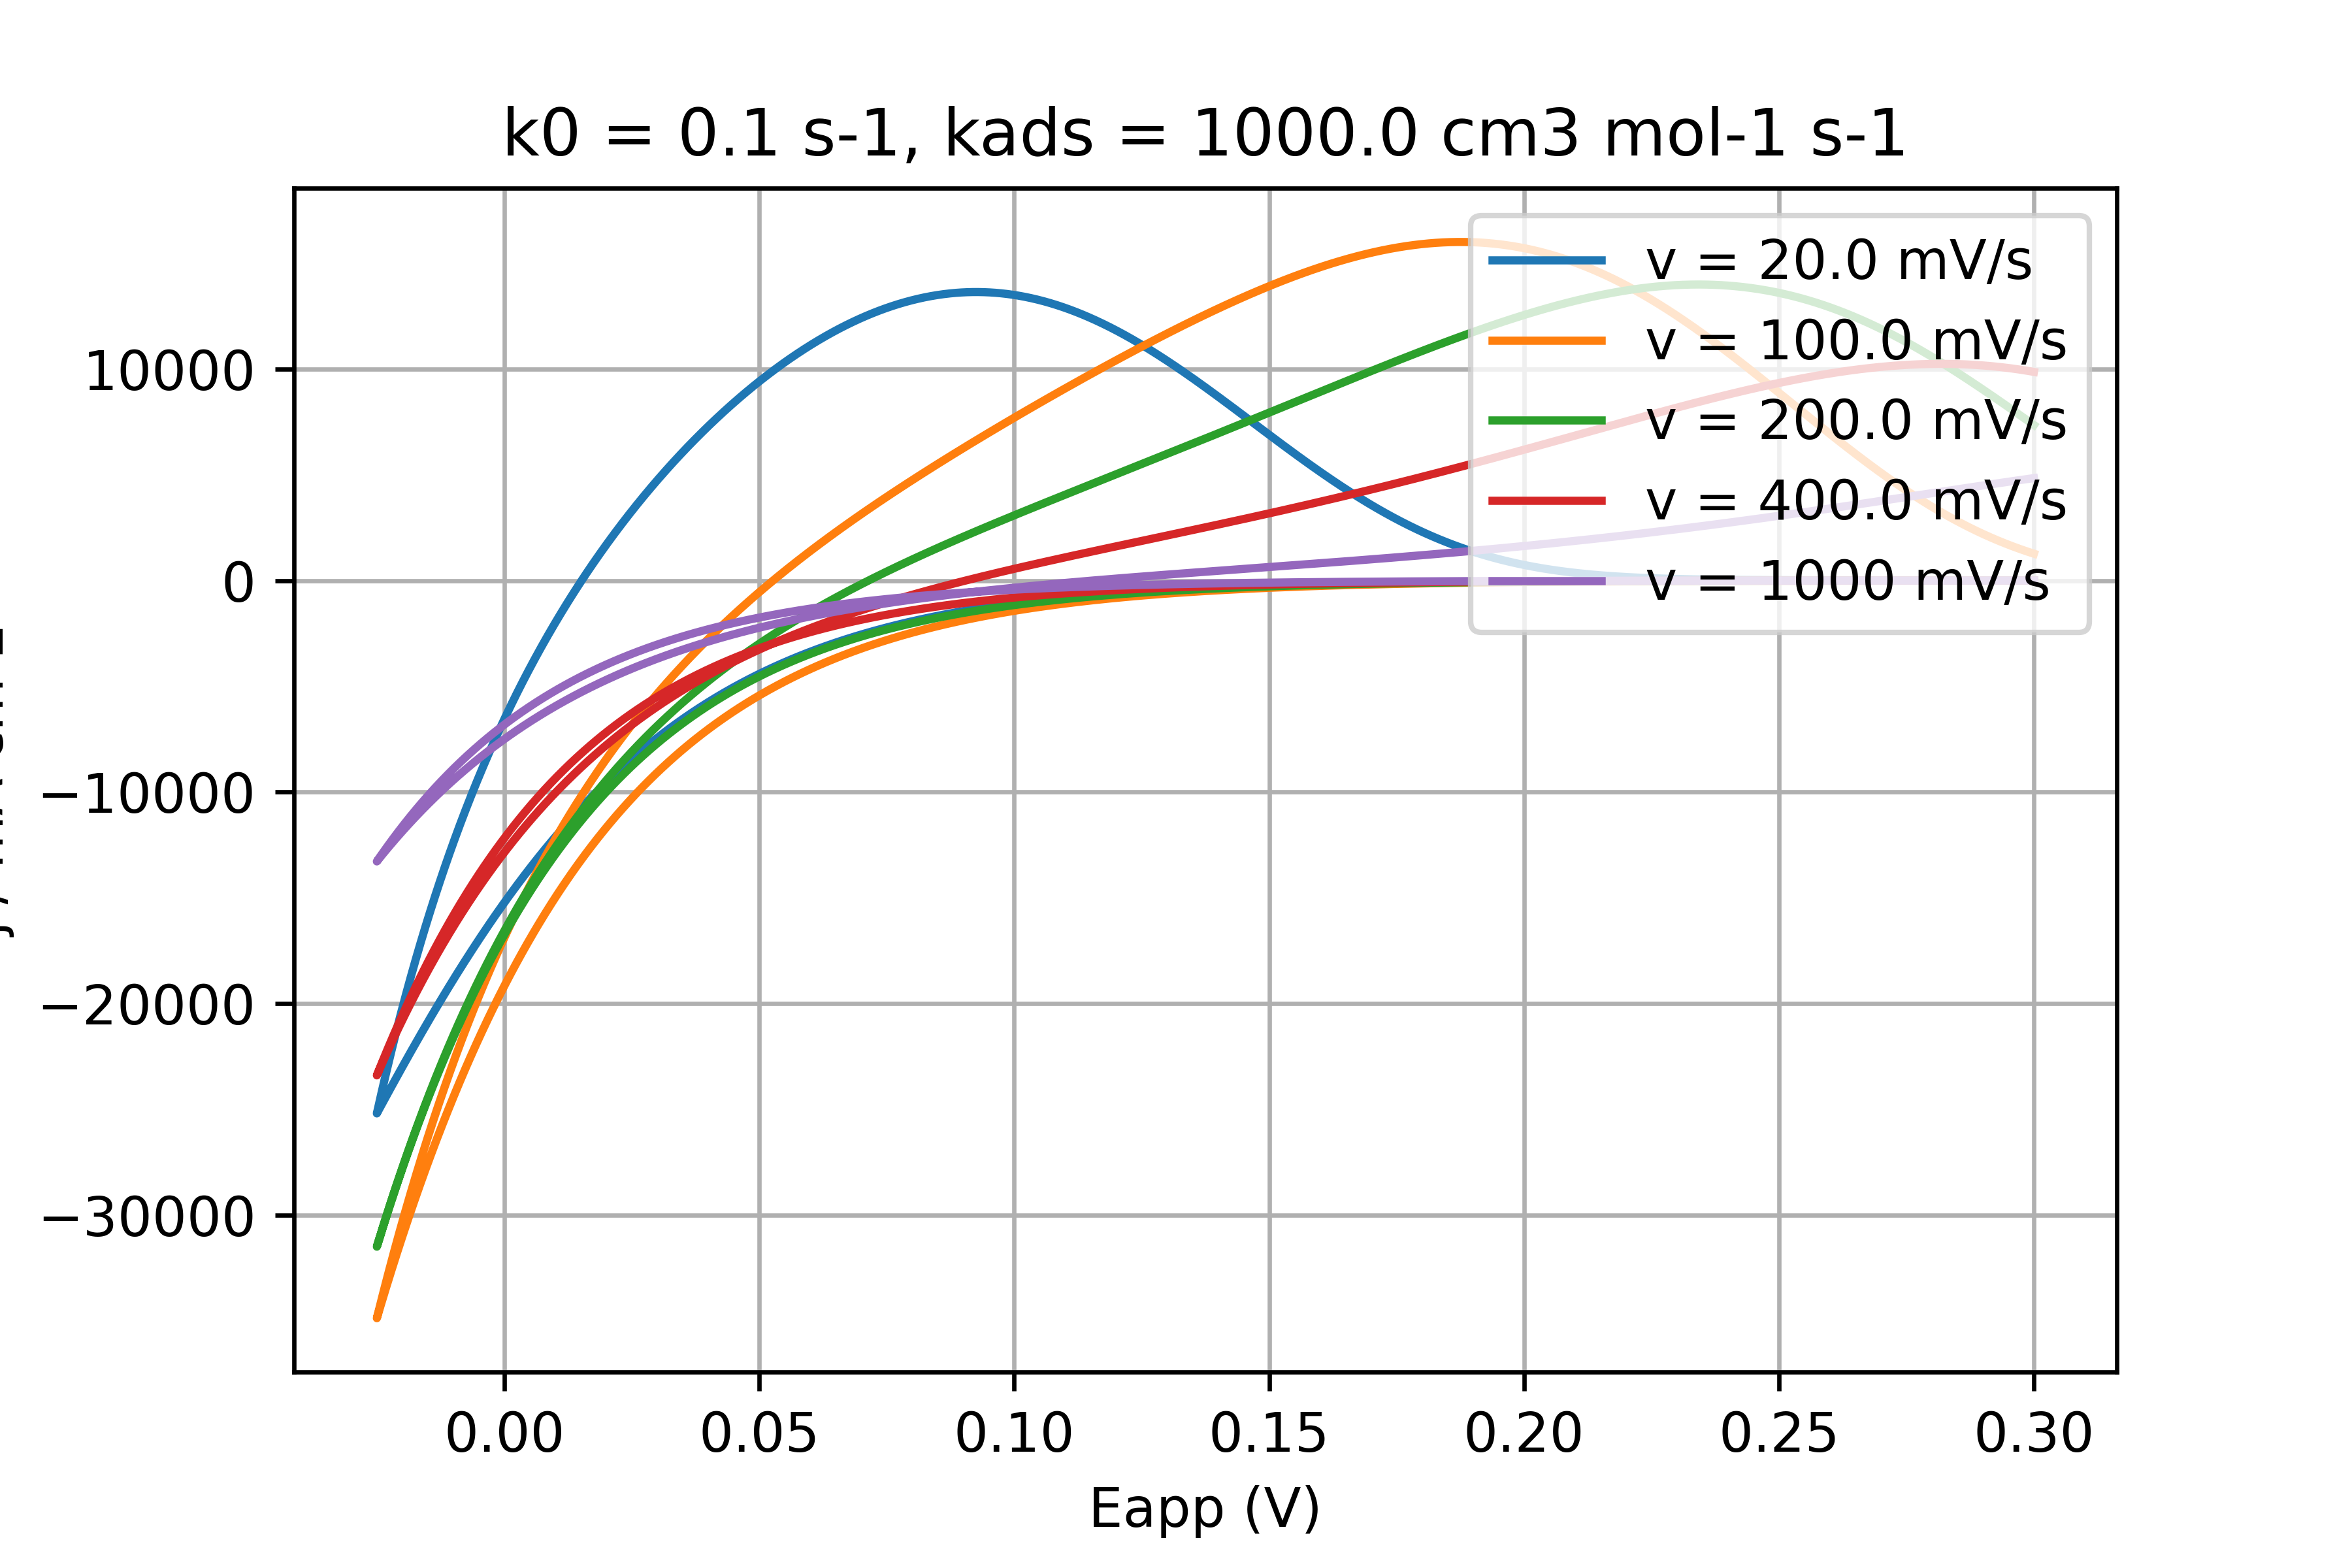 k0 = 0.1 s-1, kads = 1000.0 cm3 mol-1 s-1
v = 20.0 mV/s
v = 100.0 mV/s
v = 200.0 mV/s
v = 400.0 mV/s
v = 1000 mV/s
10000
0
−10000
−20000
−30000
0.00 0.05 0.10 0.15 0.20 0.25 0.30
Eapp (V)